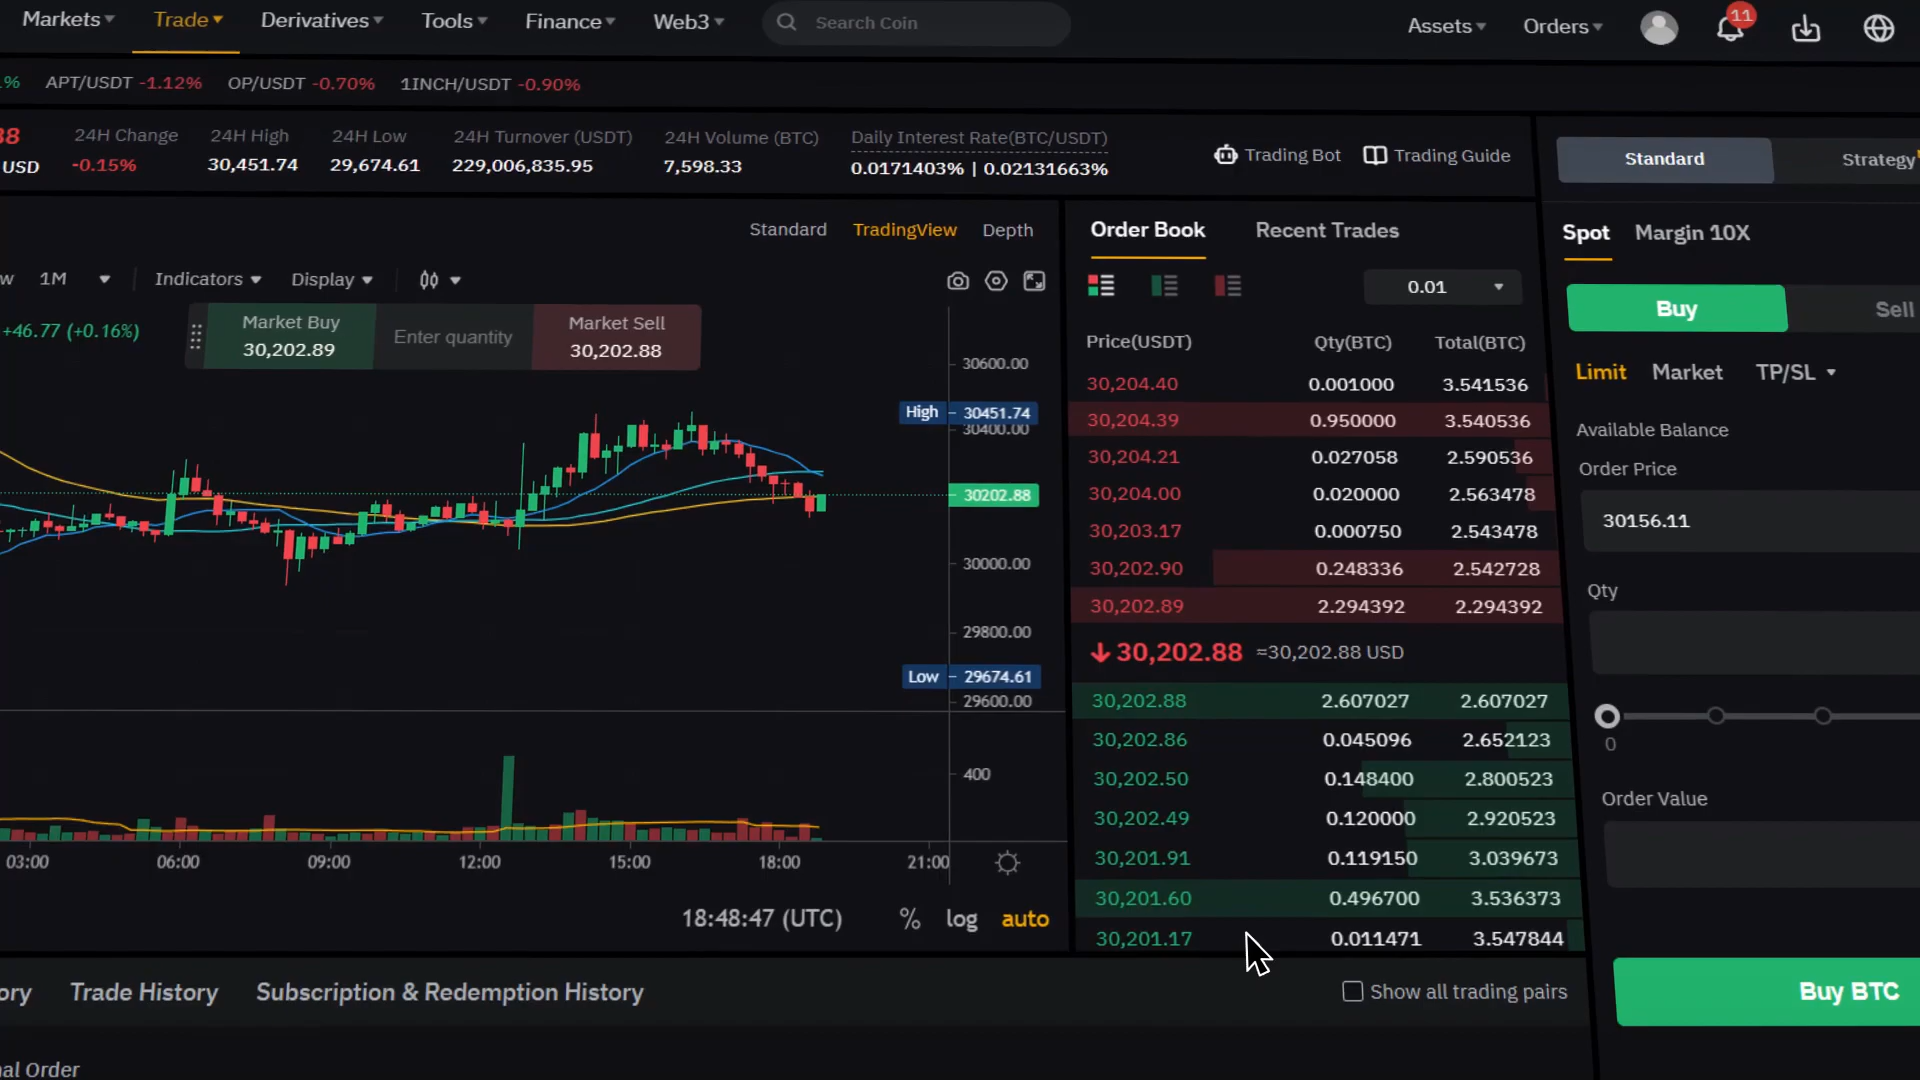 Markets Trade Derivatives Tools Finance Web3 Search Coin Assets Orders 11
% APT/USDT -1.12% OP/USDT -0.70% 1INCH/USDT -0.90%
24H Change 24H High 24H Low 24H Turnover (USDT) 24H Volume (BTC) Daily Interest Rate(BTC/USDT)
88 USD -0.15% 30,451.74 29,674.61 229,006,835.95 7,598.33 0.0171403% | 0.02131663%
Trading Bot Trading Guide
Standard TradingView Depth
1M Indicators Display
+46.77 (+0.16%)
Market Buy
30,202.89
Enter quantity
Market Sell
30,202.88
30600.00
High 30451.74
30400.00
30202.88
30000.00
29800.00
Low 29674.61
29600.00
400
03:00 06:00 09:00 12:00 15:00 18:00 21:00
18:48:47 (UTC) % log auto
Order Book Recent Trades
0.01
Price(USDT) Qty(BTC) Total(BTC)
30,204.40 0.001000 3.541536
30,204.39 0.950000 3.540536
30,204.21 0.027058 2.590536
30,204.00 0.020000 2.563478
30,203.17 0.000750 2.543478
30,202.90 0.248336 2.542728
30,202.89 2.294392 2.294392
30,202.88 ≈30,202.88 USD
30,202.88 2.607027 2.607027
30,202.86 0.045096 2.652123
30,202.50 0.148400 2.800523
30,202.49 0.120000 2.920523
30,201.91 0.119150 3.039673
30,201.60 0.496700 3.536373
30,201.17 0.011471 3.547844
Standard Strategy
Spot Margin 10X
Buy Sell
Limit Market TP/SL
Available Balance
Order Price
30156.11
Qty
0
Order Value
Buy BTC
ory Trade History Subscription & Redemption History Show all trading pairs
nal Order